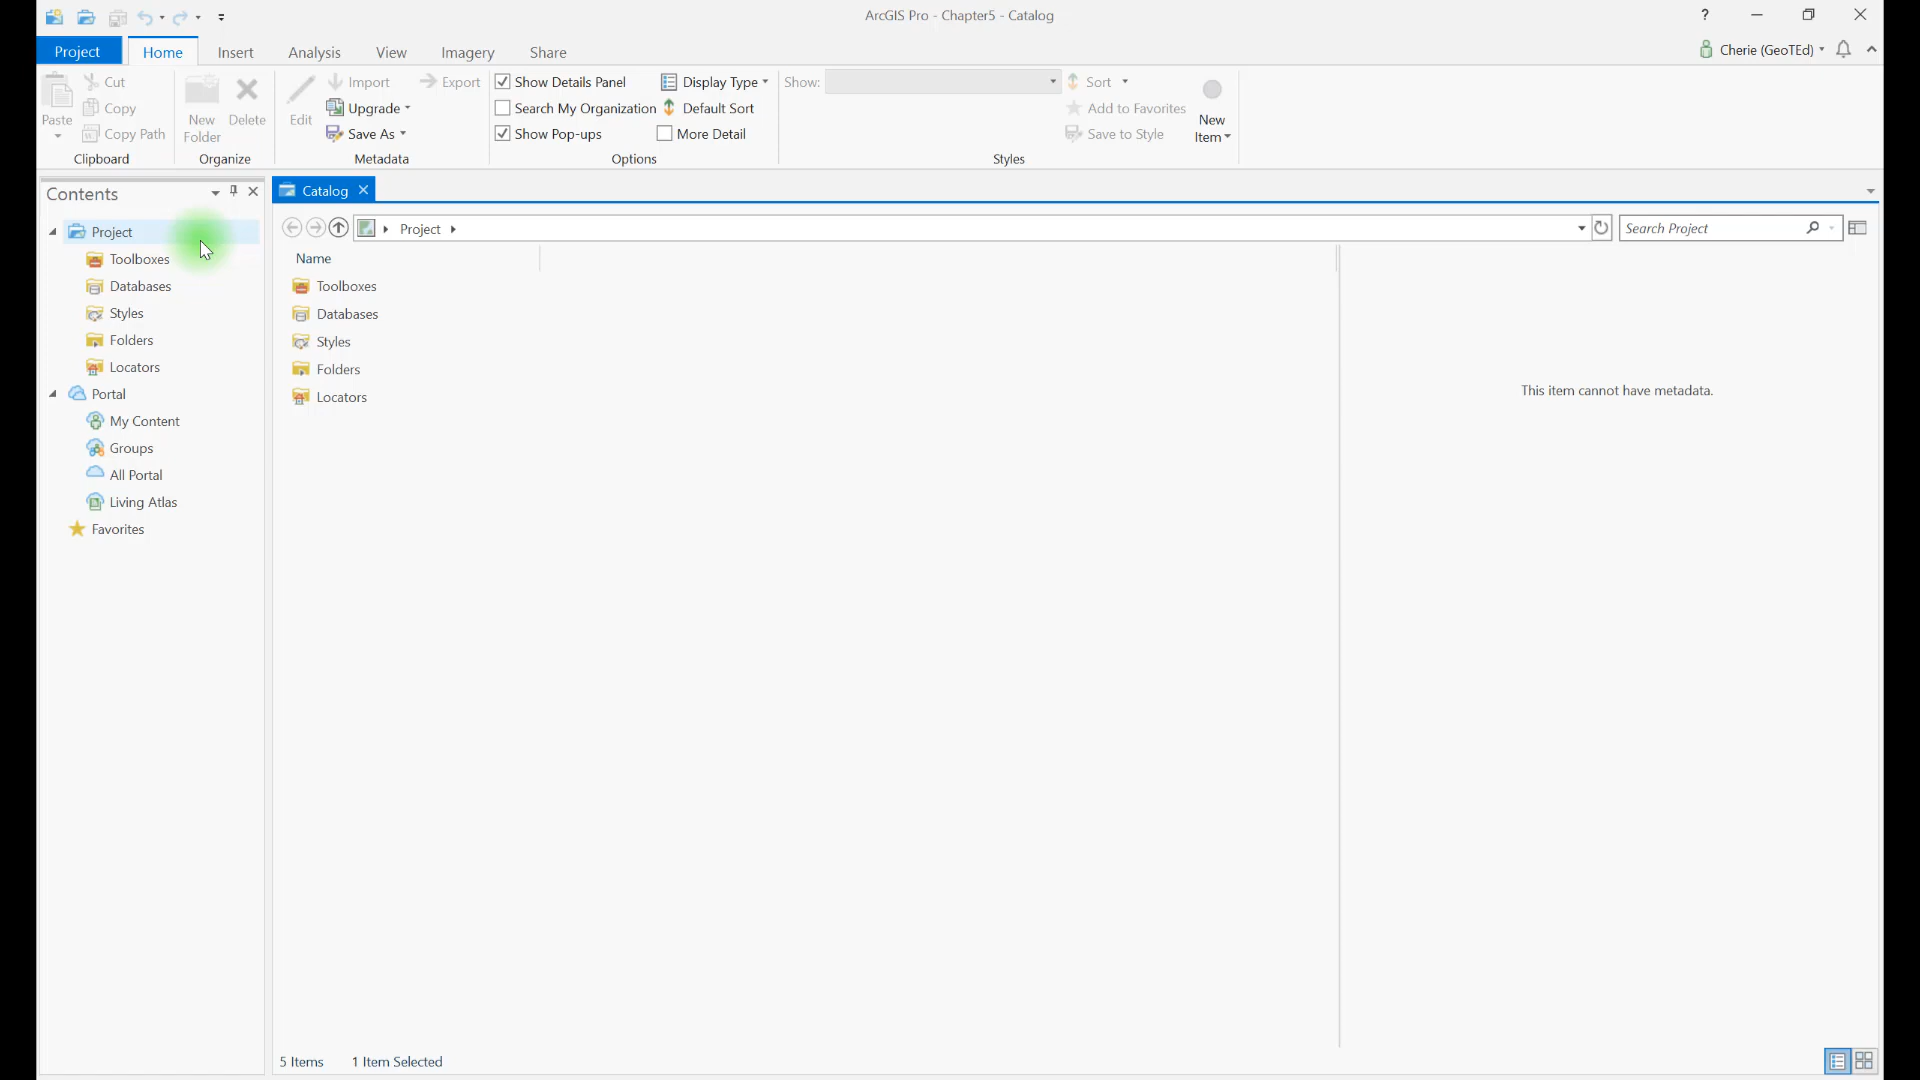 ArcGIS Pro - Chapter5 - Catalog
?
Project Home Insert Analysis View Imagery Share
Cherie (GeoTEd)
Paste
Cut
Copy
Copy Path
Clipboard
New Folder
Delete
Organize
Edit
Import
Export
Upgrade
Save As
Metadata
Show Details Panel
Search My Organization
Show Pop-ups
Display Type
Default Sort
More Detail
Options
Show:
Sort
Add to Favorites
Save to Style
New Item
Styles
Contents
Project
Toolboxes
Databases
Styles
Folders
Locators
Portal
My Content
Groups
All Portal
Living Atlas
Favorites
Catalog
Project
Search Project
Name
Toolboxes
Databases
Styles
Folders
Locators
This item cannot have metadata.
5 Items 1 Item Selected